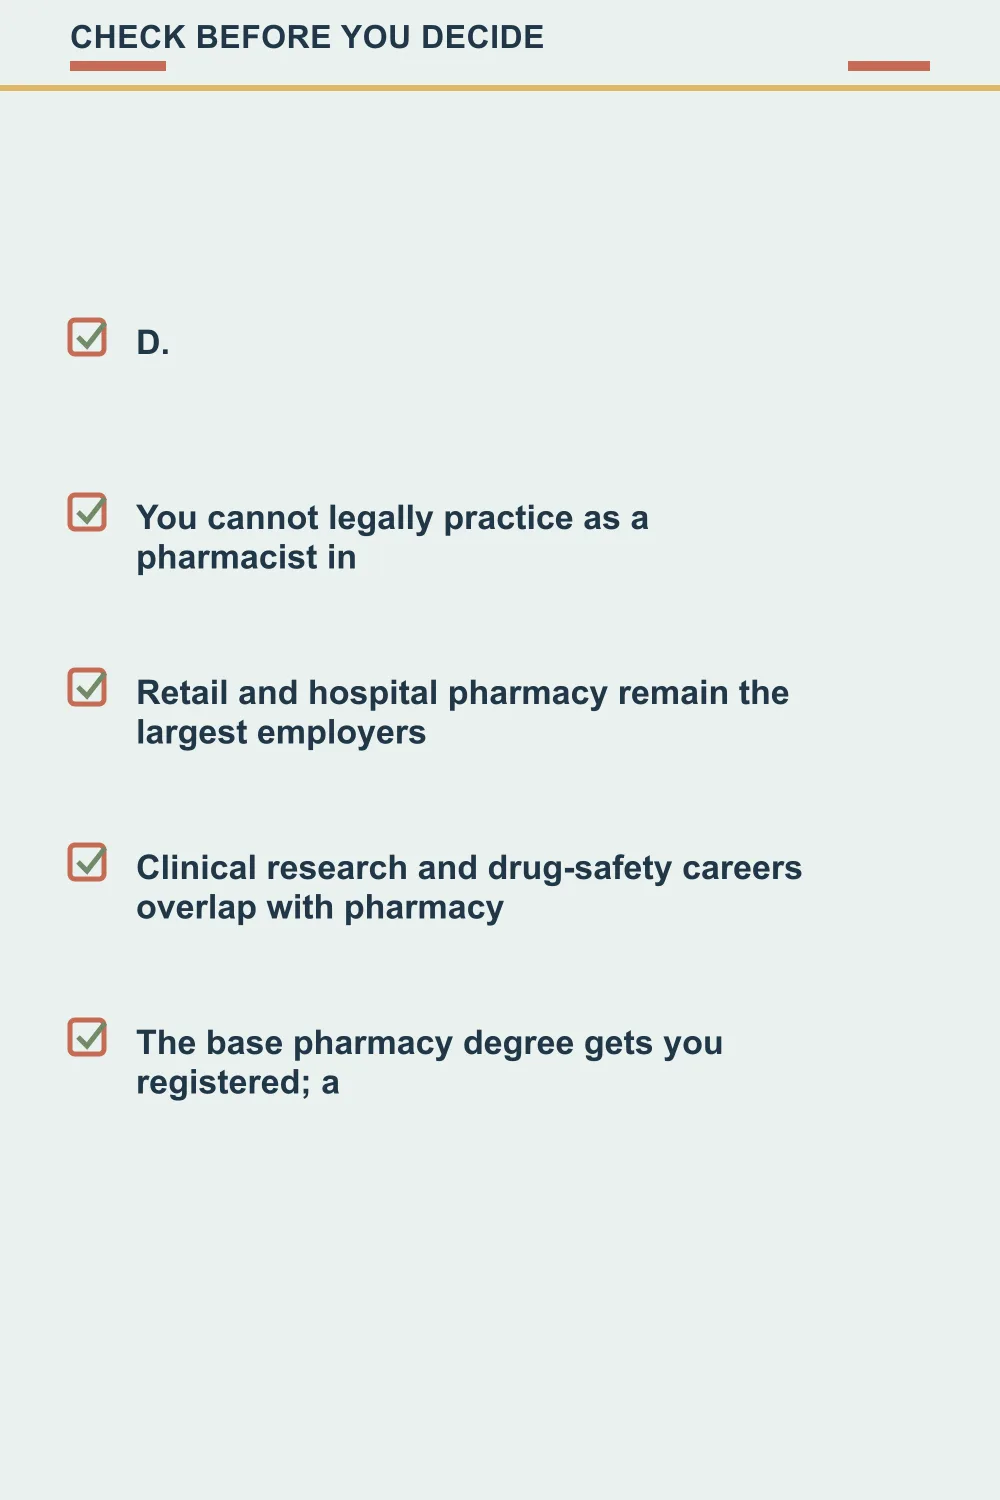 CHECK BEFORE YOU DECIDE
D.
You cannot legally practice as a
pharmacist in
Retail and hospital pharmacy remain the
largest employers
Clinical research and drug-safety careers
overlap with pharmacy
The base pharmacy degree gets you
registered; a